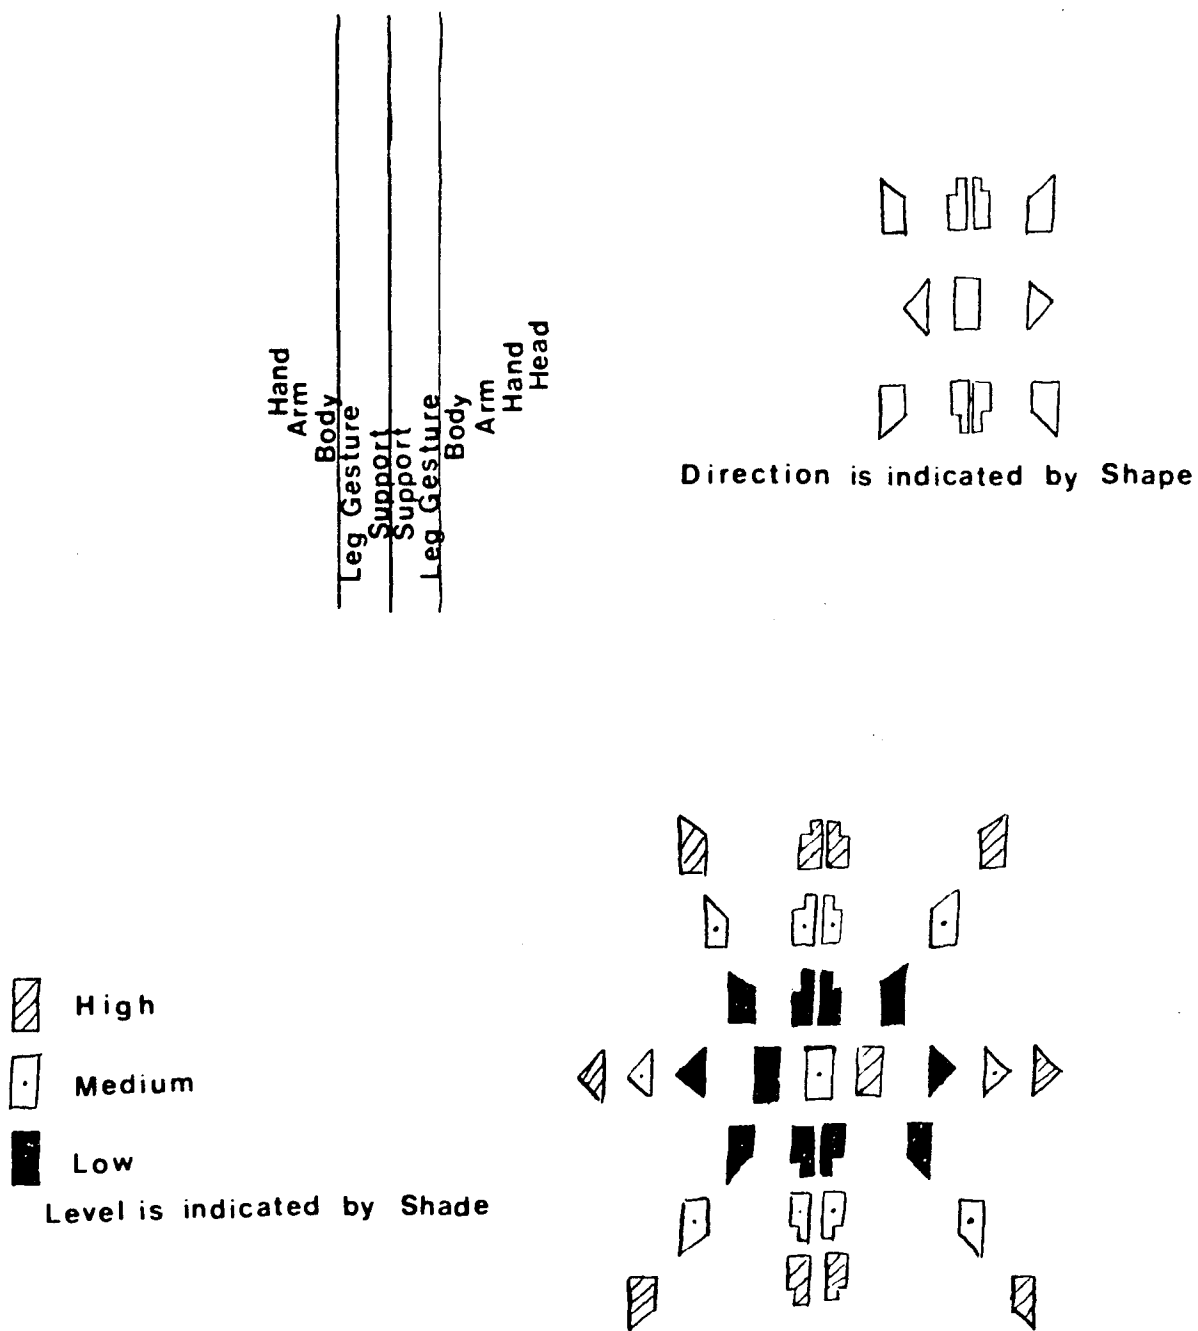 Hand
Arm
Body
Leg Gesture
Support
Support
Leg Gesture
Body
Arm
Hand
Head
Direction is indicated by Shape
High
Medium
Low
Level is indicated by Shade